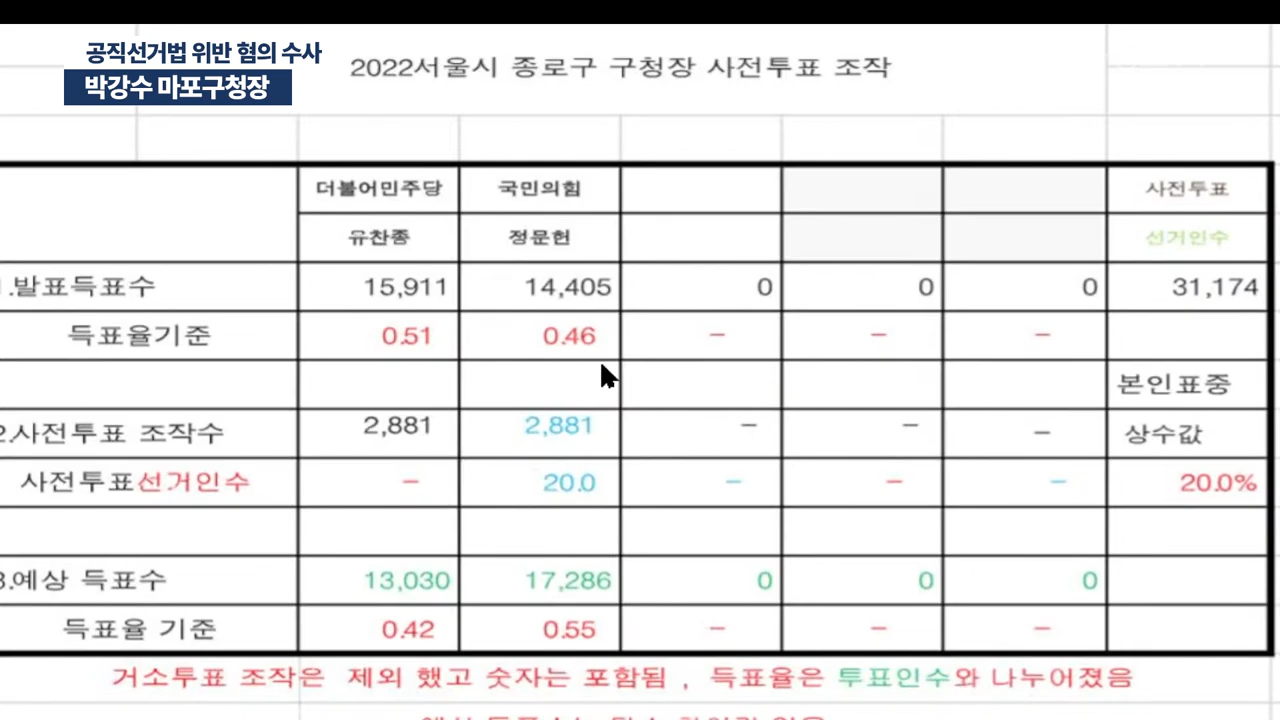 공직선거법 위반 혐의 수사
박강수 마포구청장
2022서울시 종로구 구청장 사전투표 조작
더불어민주당 국민의힘 사전투표
유찬종 정문헌 선거인수
.발표득표수 15,911 14,405 0 0 0 31,174
득표율기준 0.51 0.46 – – –
본인표중
2.사전투표 조작수 2,881 2,881 – – – 상수값
사전투표선거인수 – 20.0 – – – 20.0%
3.예상 득표수 13,030 17,286 0 0 0
득표율 기준 0.42 0.55 – – –
거소투표 조작은 제외 했고 숫자는 포함됨 , 득표율은 투표인수와 나누어졌음